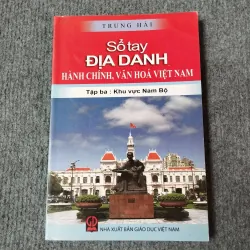 TRUNG HẢI
Sổ tay
ĐỊA DANH
HÀNH CHÍNH, VĂN HOÁ VIỆT NAM
Tập ba : Khu vực Nam Bộ
NHÀ XUẤT BẢN GIÁO DỤC VIỆT NAM